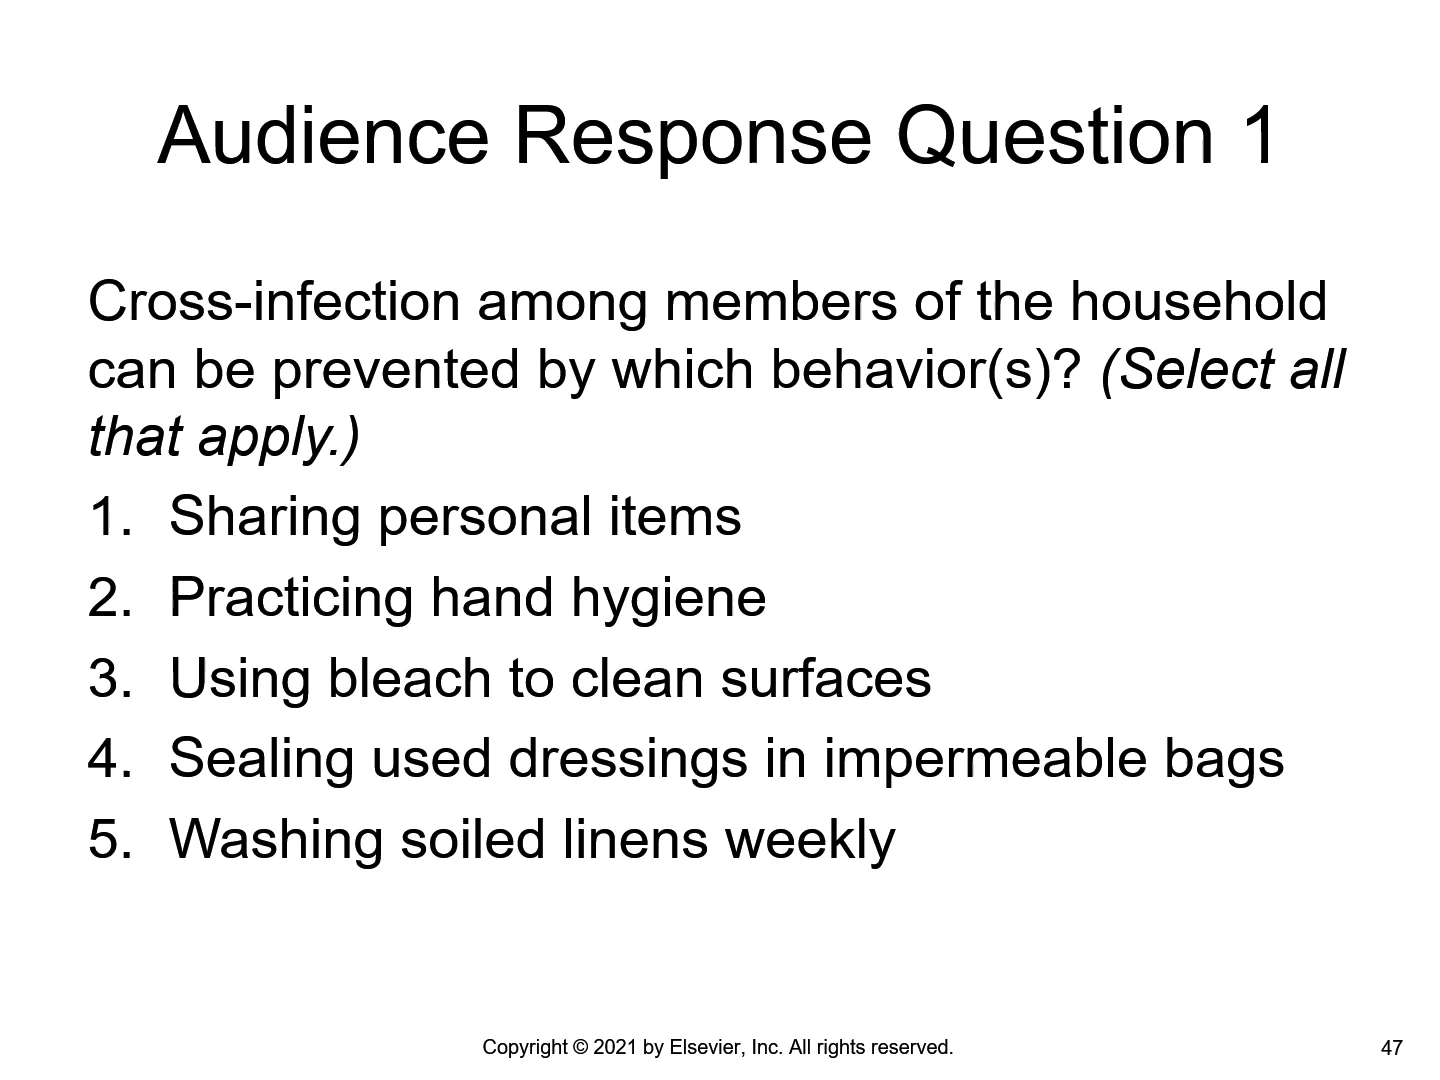 Audience Response Question 1
Cross-infection among members of the household
can be prevented by which behavior(s)? (Select all
that apply.)
1. Sharing personal items
2. Practicing hand hygiene
3. Using bleach to clean surfaces
4. Sealing used dressings in impermeable bags
5. Washing soiled linens weekly
Copyright © 2021 by Elsevier, Inc. All rights reserved.
47